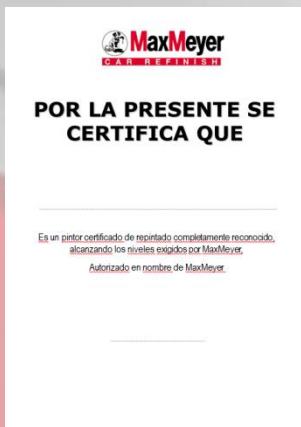 MaxMeyer
CAR REFINISH
POR LA PRESENTE SE
CERTIFICA QUE
Es un pintor certificado de repintado completamente reconocido,
alcanzando los niveles exigidos por MaxMeyer,
Autorizado en nombre de MaxMeyer